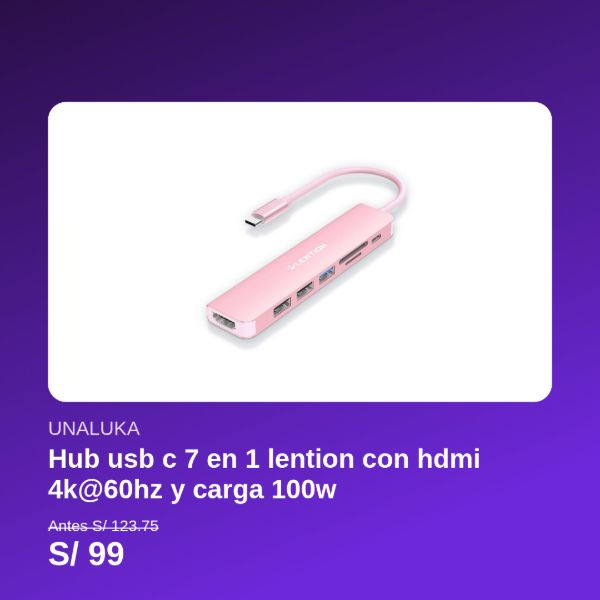 LENTION
UNALUKA
Hub usb c 7 en 1 lention con hdmi
4k@60hz y carga 100w
Antes S/ 123.75
S/ 99